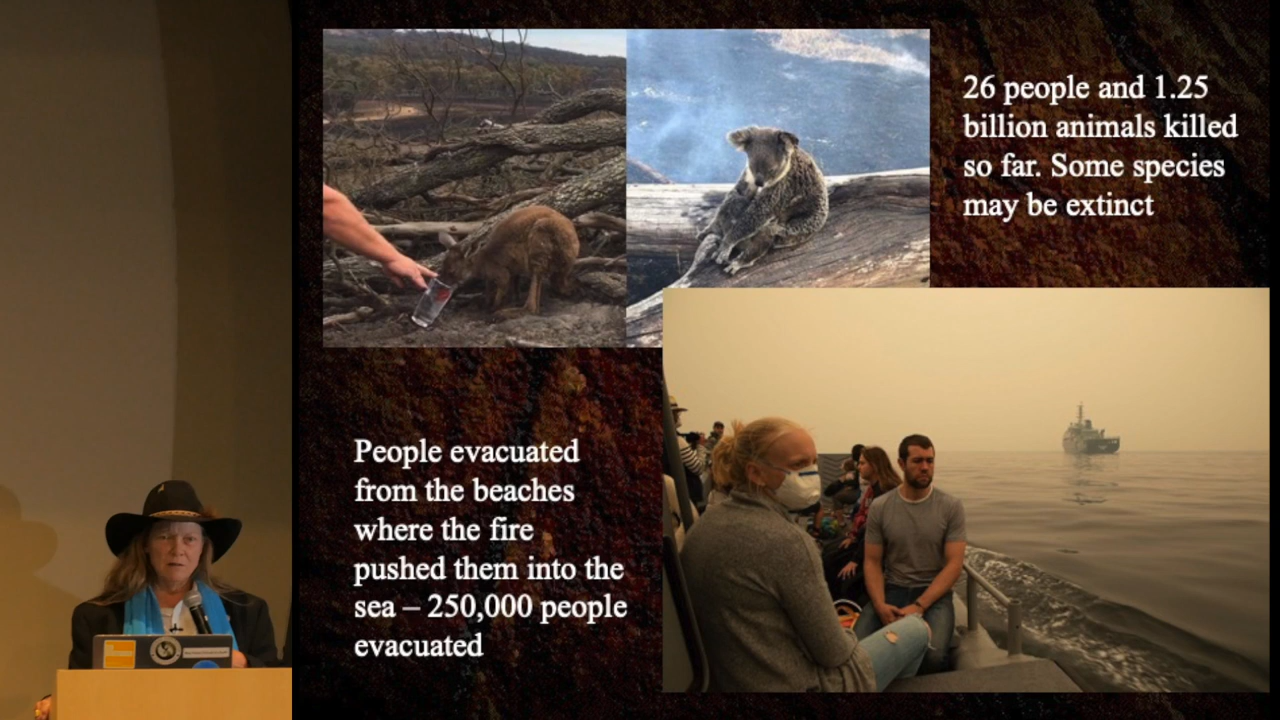 26 people and 1.25
billion animals killed
so far. Some species
may be extinct
People evacuated
from the beaches
where the fire
pushed them into the
sea – 250,000 people
evacuated